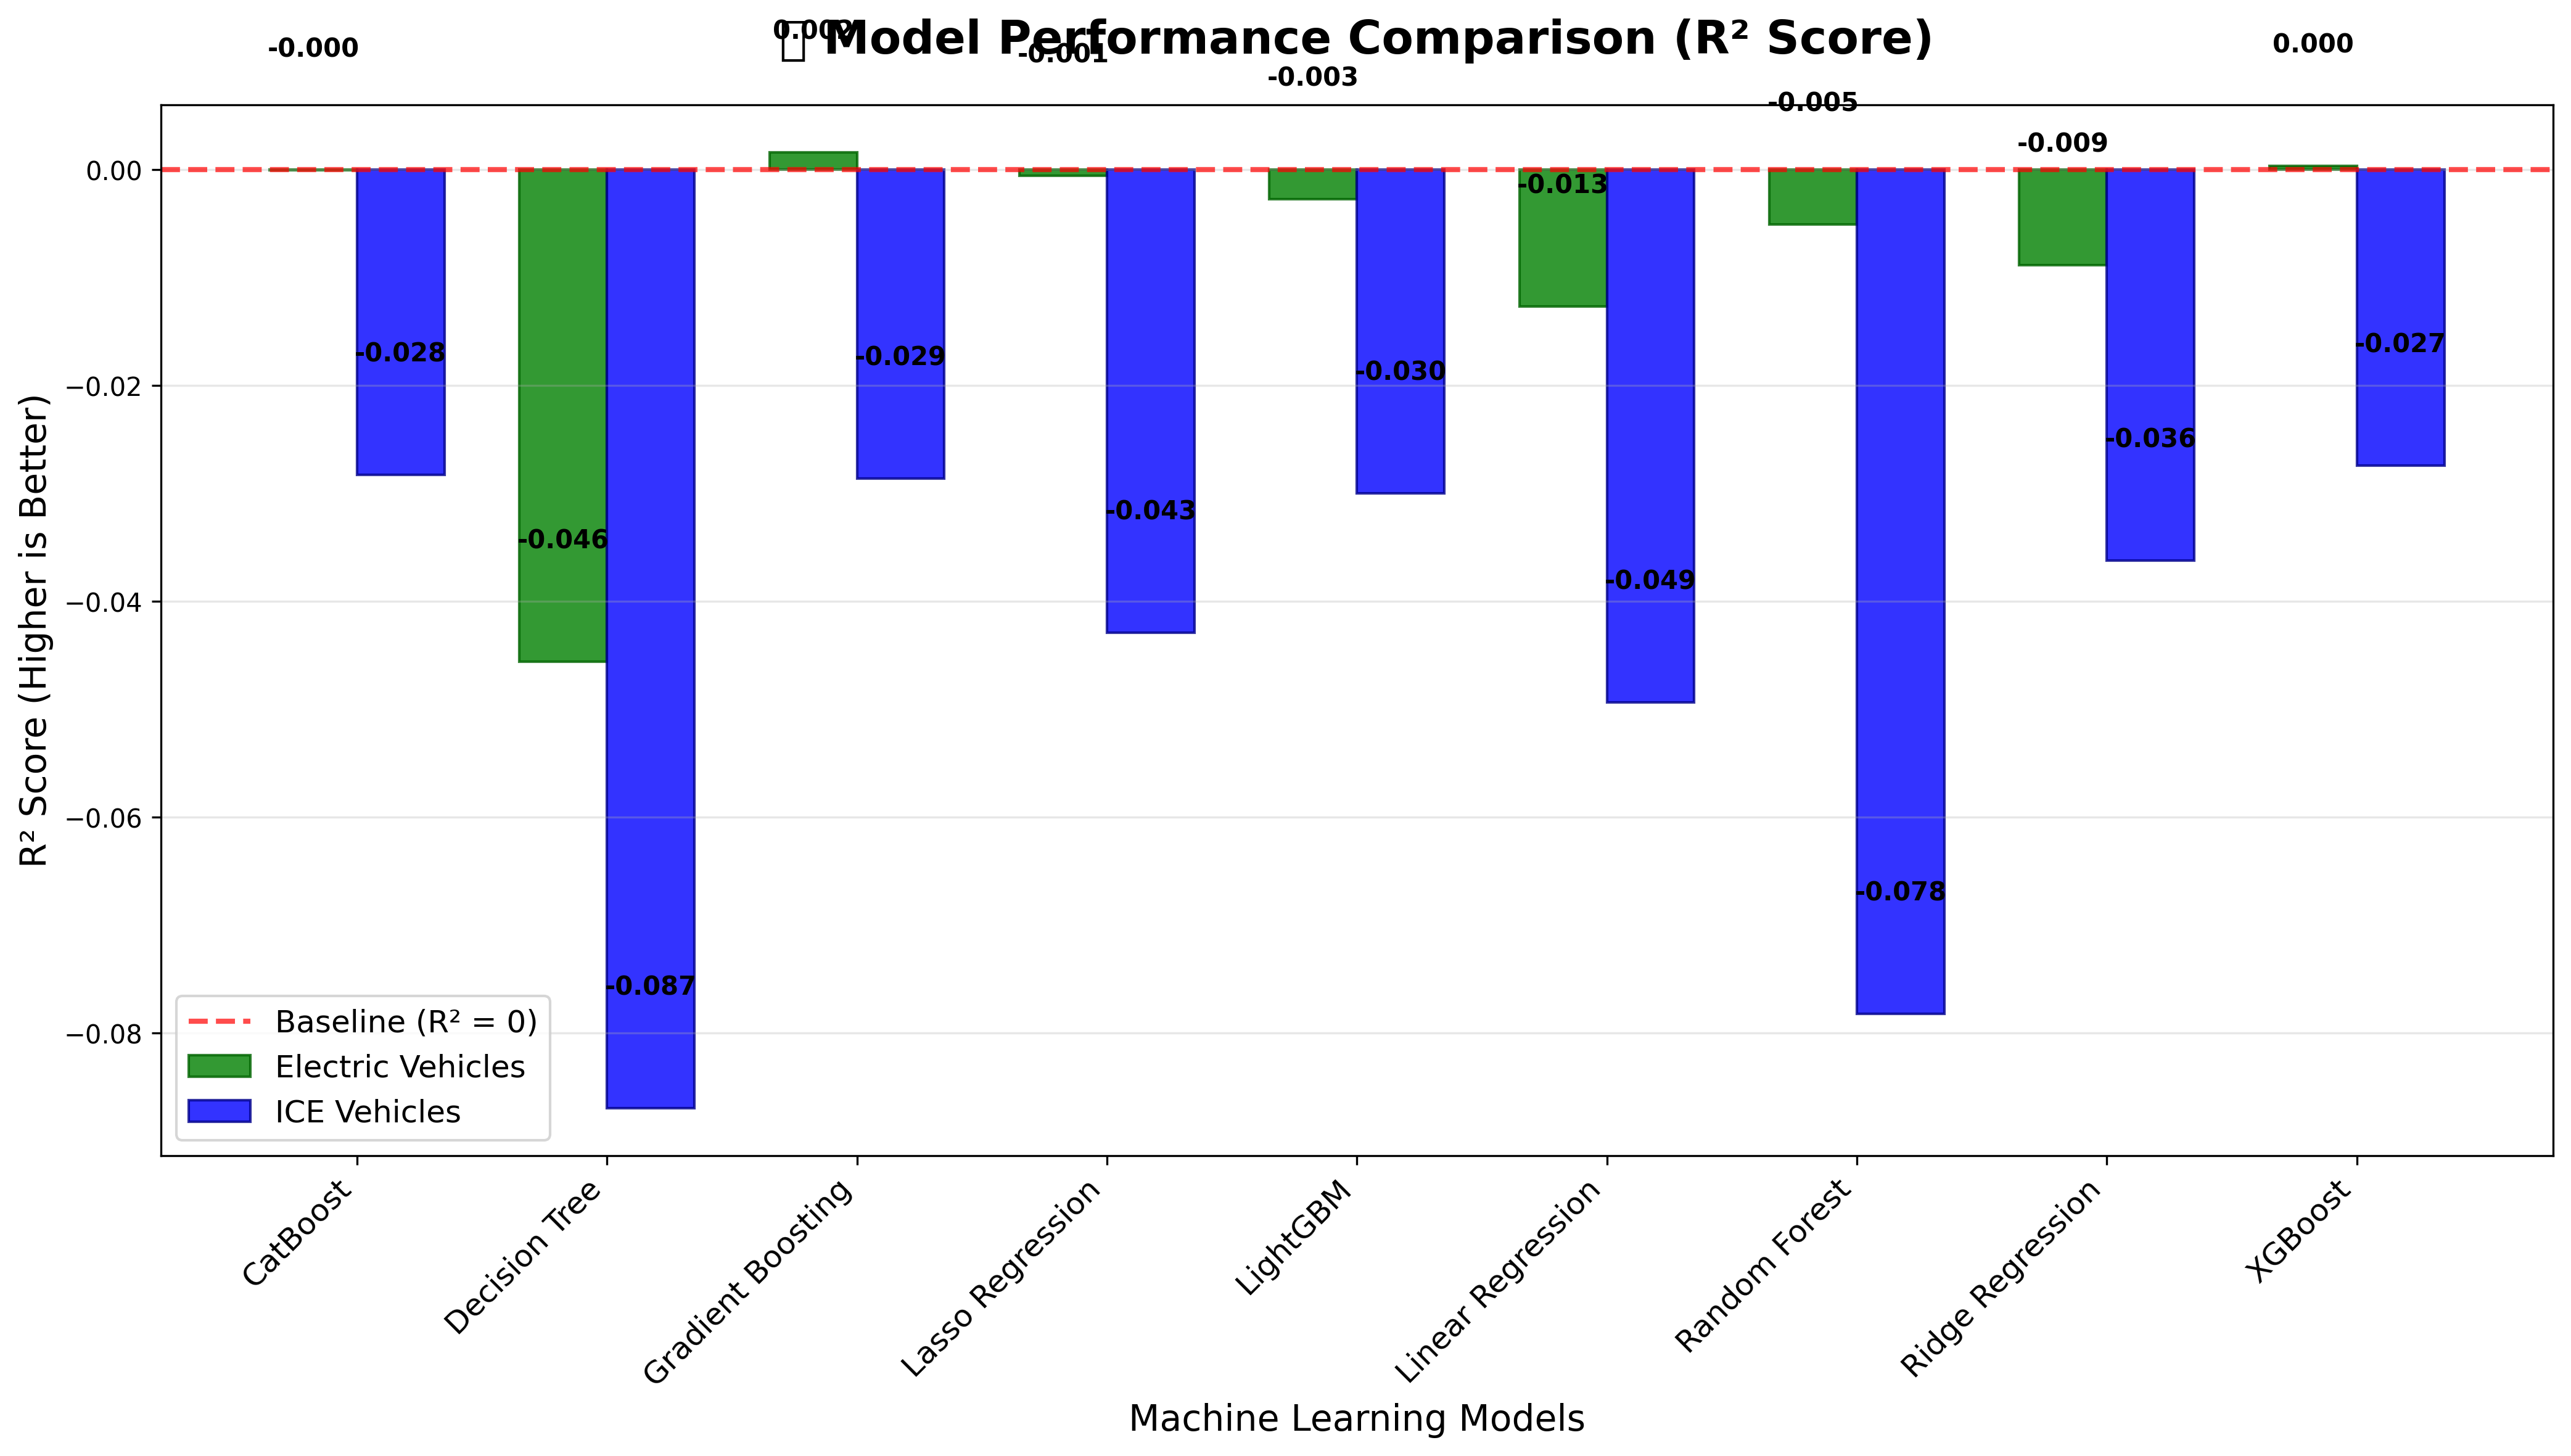 Model Performance Comparison (R² Score)
-0.000
0.002
-0.001
-0.003
-0.005
-0.009
0.000
-0.013
-0.028
-0.046
-0.087
-0.029
-0.043
-0.030
-0.049
-0.078
-0.036
-0.027
R² Score (Higher is Better)
0.00
−0.02
−0.04
−0.06
−0.08
Baseline (R² = 0)
Electric Vehicles
ICE Vehicles
CatBoost
Decision Tree
Gradient Boosting
Lasso Regression
LightGBM
Linear Regression
Random Forest
Ridge Regression
XGBoost
Machine Learning Models